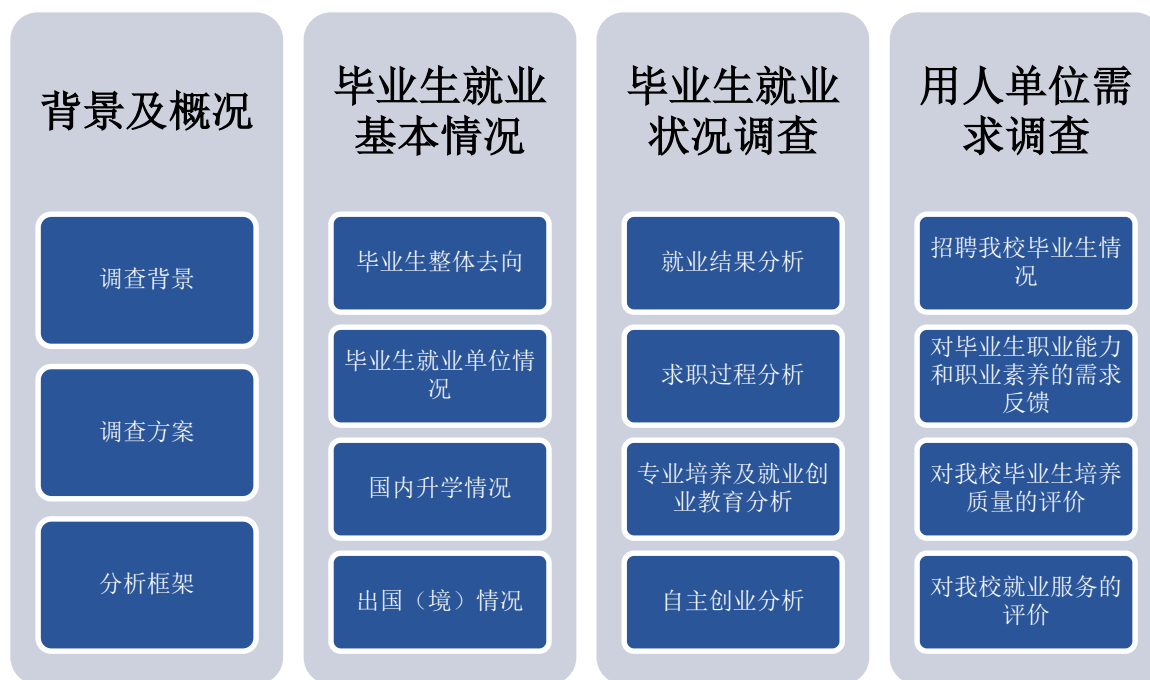 背景及概况
调查背景
调查方案
分析框架
毕业生就业
基本情况
毕业生整体去向
毕业生就业单位情
况
国内升学情况
出国（境）情况
毕业生就业
状况调查
就业结果分析
求职过程分析
专业培养及就业创
业教育分析
自主创业分析
用人单位需
求调查
招聘我校毕业生情
况
对毕业生职业能力
和职业素养的需求
反馈
对我校毕业生培养
质量的评价
对我校就业服务的
评价